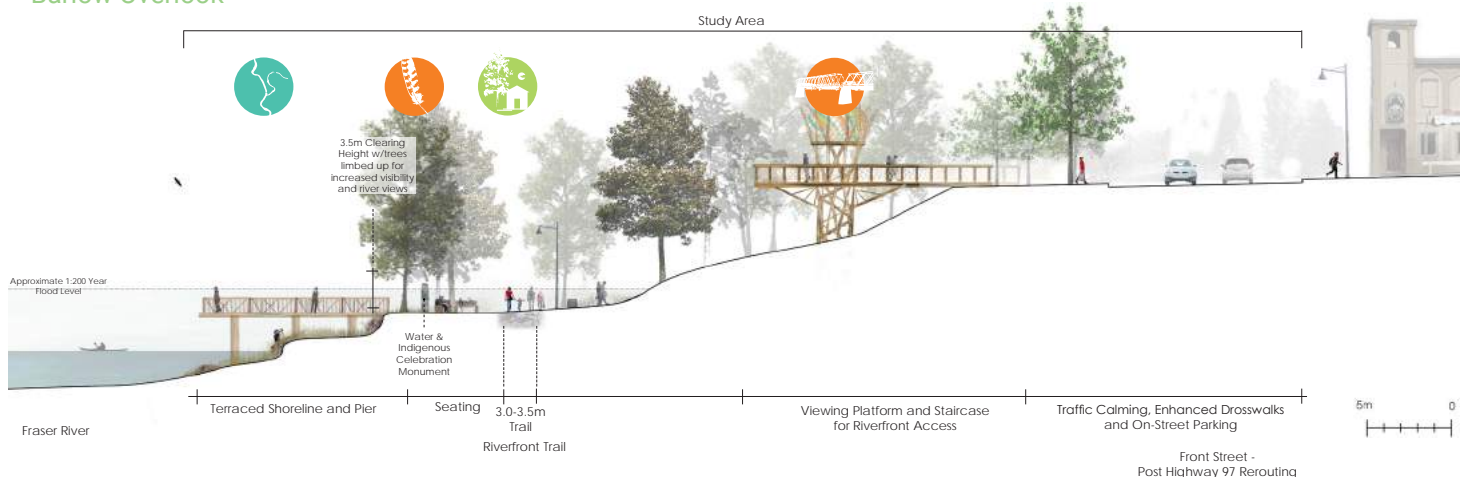 Study Area
3.5m Clearing
Height w/trees
limbed up for
increased visibility
and river views
Approximate 1:200 Year
Flood Level
Water &
Indigenous
Celebration
Monument
Terraced Shoreline and Pier
Seating
3.0-3.5m
Trail
Riverfront Trail
Viewing Platform and Staircase
for Riverfront Access
Traffic Calming, Enhanced Drosswalks
and On-Street Parking
5m
0
Fraser River
Front Street -
Post Highway 97 Rerouting